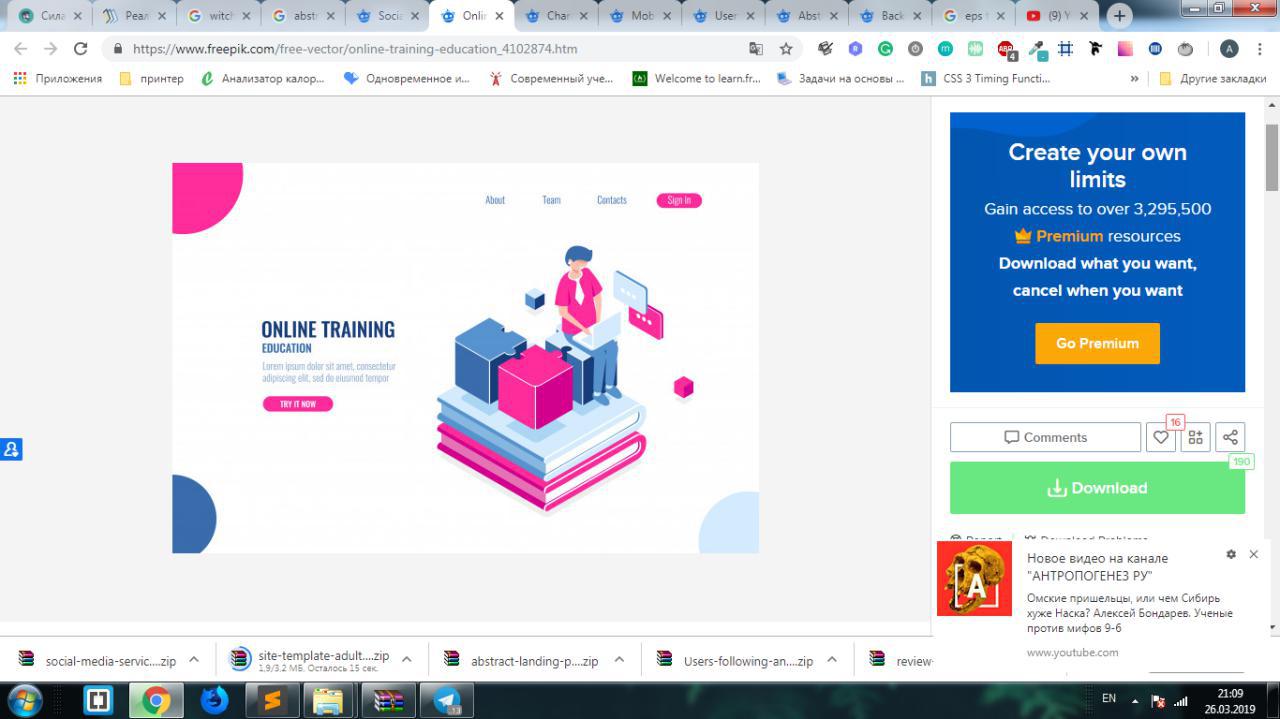 Сила
Реал
witch
abstr
Socia
Onlin
Char
Mob
User
Abst
Back
eps t
(9) Y
https://www.freepik.com/free-vector/online-training-education_4102874.htm
4
A
Приложения
принтер
Анализатор калор...
Одновременное и...
Современный уче...
Welcome to learn.fr...
Задачи на основы ...
CSS 3 Timing Functi...
»
Другие закладки
About
Team
Contacts
Sign In
ONLINE TRAINING
EDUCATION
Lorem ipsum dolor sit amet, consectetur
adipiscing elit, sed do eiusmod tempor
TRY IT NOW
Create your own
limits
Gain access to over 3,295,500
Premium resources
Download what you want,
cancel when you want
Go Premium
Comments
16
190
Download
Report
Download Problems
Новое видео на канале
"АНТРОПОГЕНЕЗ РУ"
Омские пришельцы, или чем Сибирь
хуже Наска? Алексей Бондарев. Ученые
против мифов 9-6
www.youtube.com
A
social-media-servic....zip
site-template-adult....zip
1,9/3,2 МБ. Осталось 15 сек.
abstract-landing-p....zip
Users-following-an....zip
review-
13
EN
21:09
26.03.2019